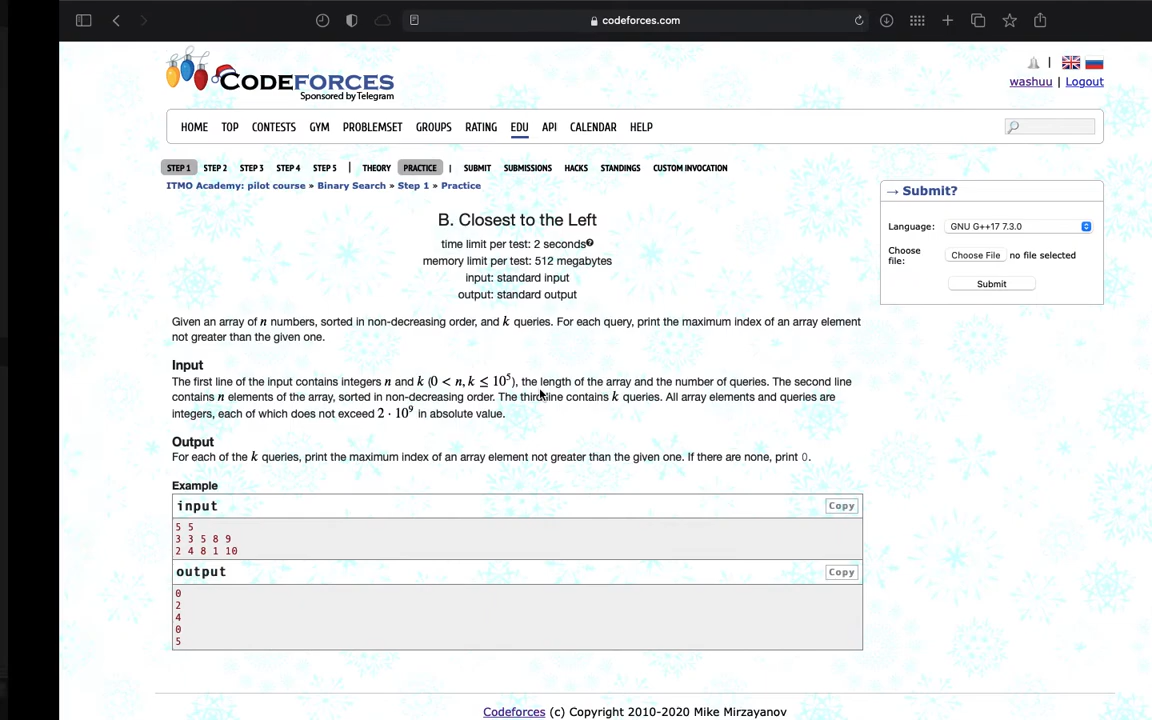 codeforces.com
CODEFORCES
Sponsored by Telegram
washuu | Logout
HOME TOP CONTESTS GYM PROBLEMSET GROUPS RATING EDU API CALENDAR HELP
STEP 1 STEP 2 STEP 3 STEP 4 STEP 5 | THEORY PRACTICE | SUBMIT SUBMISSIONS HACKS STANDINGS CUSTOM INVOCATION
ITMO Academy: pilot course » Binary Search » Step 1 » Practice
→ Submit?
Language: GNU G++17 7.3.0
Choose file: Choose File no file selected
Submit
B. Closest to the Left
time limit per test: 2 seconds
memory limit per test: 512 megabytes
input: standard input
output: standard output
Given an array of n numbers, sorted in non-decreasing order, and k queries. For each query, print the maximum index of an array element
not greater than the given one.
Input
The first line of the input contains integers n and k (0 < n, k ≤ 10⁵), the length of the array and the number of queries. The second line
contains n elements of the array, sorted in non-decreasing order. The third line contains k queries. All array elements and queries are
integers, each of which does not exceed 2 · 10⁹ in absolute value.
Output
For each of the k queries, print the maximum index of an array element not greater than the given one. If there are none, print 0.
Example
input Copy
5 5
3 3 5 8 9
2 4 8 1 10
output Copy
0
2
4
0
5
Codeforces (c) Copyright 2010-2020 Mike Mirzayanov